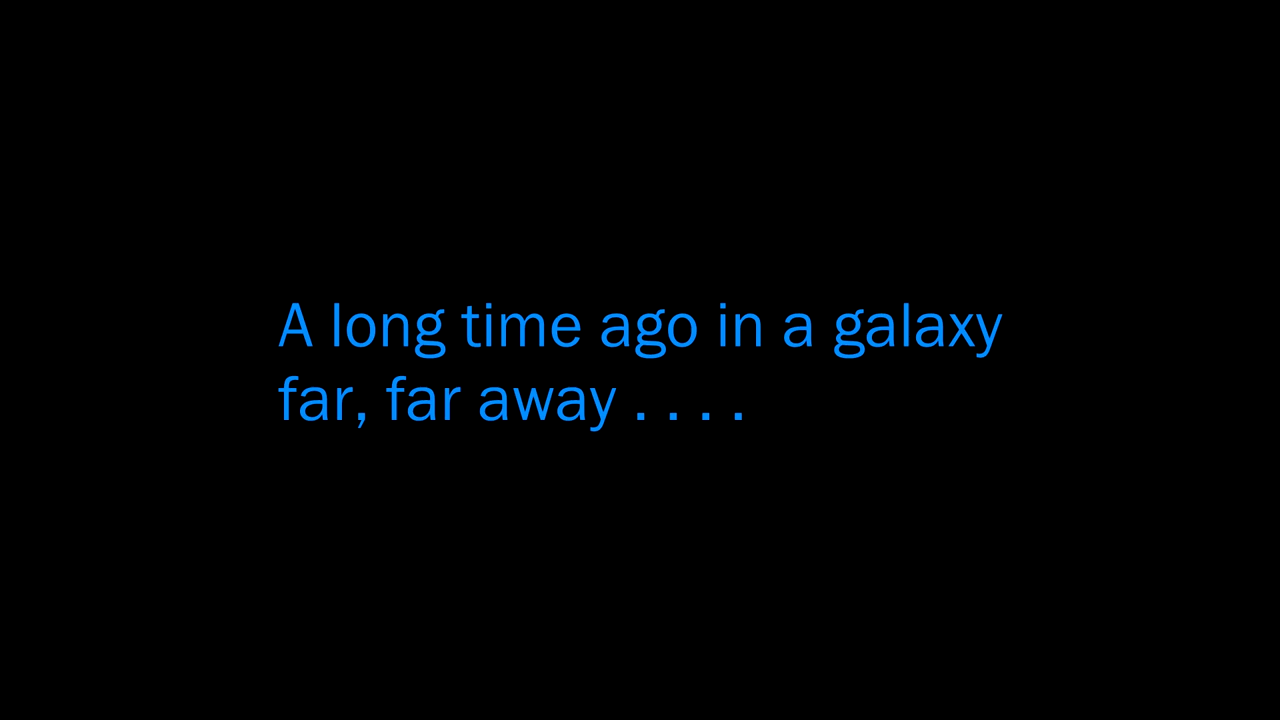 A long time ago in a galaxy
far, far away . . . .